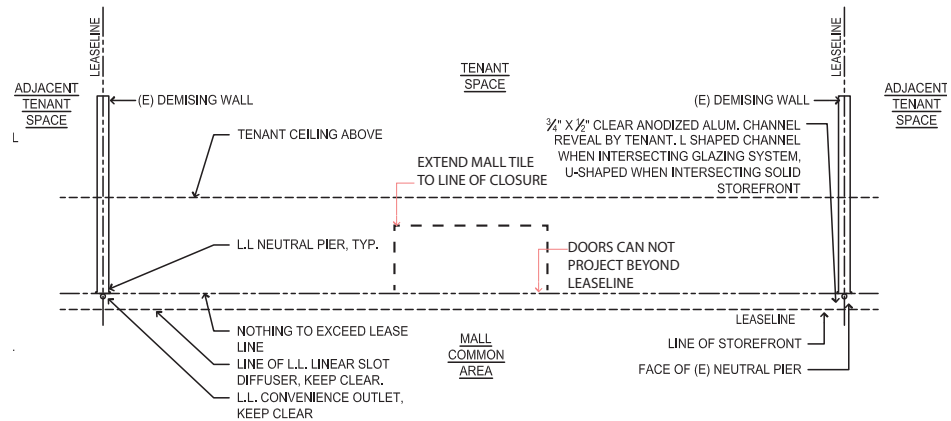 LEASELINE
LEASELINE
ADJACENT
TENANT
SPACE
TENANT
SPACE
ADJACENT
TENANT
SPACE
(E) DEMISING WALL
(E) DEMISING WALL
TENANT CEILING ABOVE
¾" X ½" CLEAR ANODIZED ALUM. CHANNEL
REVEAL BY TENANT. L SHAPED CHANNEL
WHEN INTERSECTING GLAZING SYSTEM,
U-SHAPED WHEN INTERSECTING SOLID
STOREFRONT
EXTEND MALL TILE
TO LINE OF CLOSURE
L.L NEUTRAL PIER, TYP.
DOORS CAN NOT
PROJECT BEYOND
LEASELINE
NOTHING TO EXCEED LEASE
LINE
LINE OF L.L. LINEAR SLOT
DIFFUSER, KEEP CLEAR.
L.L. CONVENIENCE OUTLET,
KEEP CLEAR
MALL
COMMON
AREA
LEASELINE
LINE OF STOREFRONT
FACE OF (E) NEUTRAL PIER